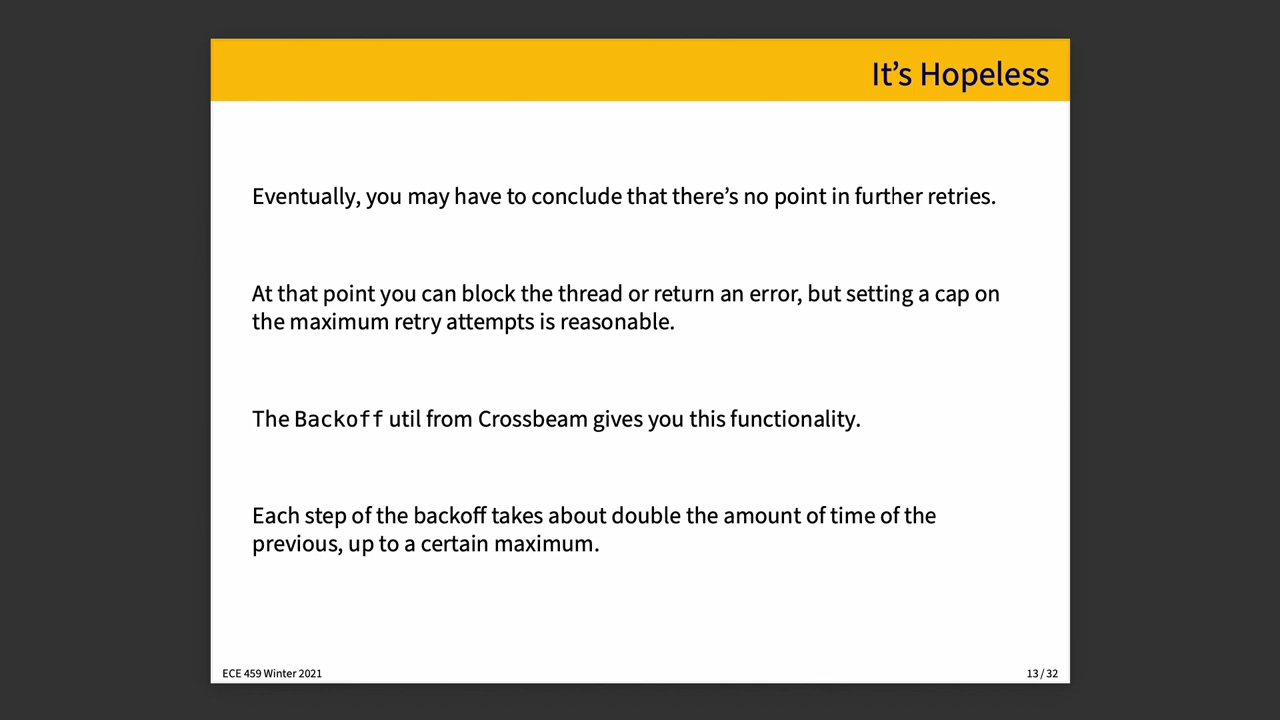 It’s Hopeless
Eventually, you may have to conclude that there’s no point in further retries.
At that point you can block the thread or return an error, but setting a cap on
the maximum retry attempts is reasonable.
The Backoff util from Crossbeam gives you this functionality.
Each step of the backoff takes about double the amount of time of the
previous, up to a certain maximum.
ECE 459 Winter 2021
13 / 32